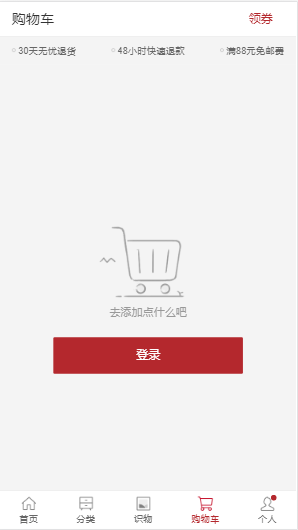 购物车
领券
30天无忧退货
48小时快速退款
满88元免邮费
去添加点什么吧
登录
首页
分类
识物
购物车
个人